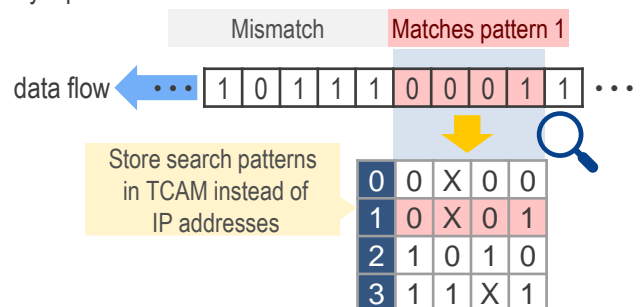 Mismatch Matches pattern 1
data flow ••• 1 0 1 1 1 0 0 0 1 1 •••
Store search patterns
in TCAM instead of
IP addresses
0 0 X 0 0
1 0 X 0 1
2 1 0 1 0
3 1 1 X 1